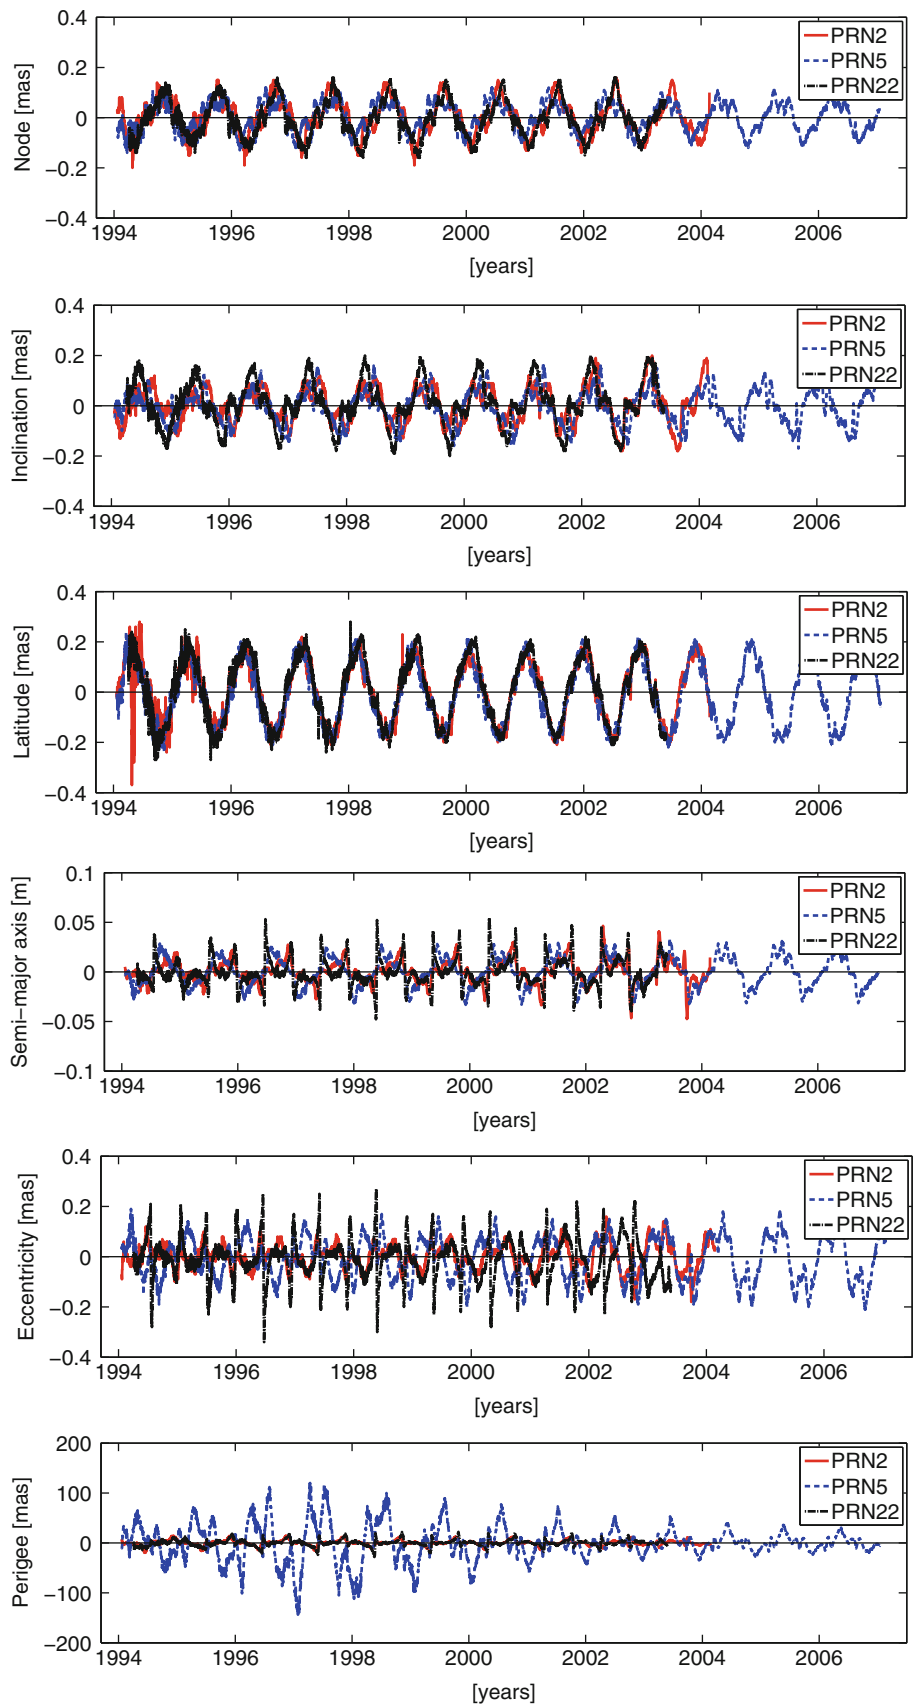 0.4
0.2
0
−0.2
−0.4
Node [mas]
PRN2
PRN5
PRN22
1994 1996 1998 2000 2002 2004 2006
[years]
0.4
0.2
0
−0.2
−0.4
Inclination [mas]
PRN2
PRN5
PRN22
1994 1996 1998 2000 2002 2004 2006
[years]
0.4
0.2
0
−0.2
−0.4
Latitude [mas]
PRN2
PRN5
PRN22
1994 1996 1998 2000 2002 2004 2006
[years]
0.1
0.05
0
−0.05
−0.1
Semi−major axis [m]
PRN2
PRN5
PRN22
1994 1996 1998 2000 2002 2004 2006
[years]
0.4
0.2
0
−0.2
−0.4
Eccentricity [mas]
PRN2
PRN5
PRN22
1994 1996 1998 2000 2002 2004 2006
[years]
200
100
0
−100
−200
Perigee [mas]
PRN2
PRN5
PRN22
1994 1996 1998 2000 2002 2004 2006
[years]